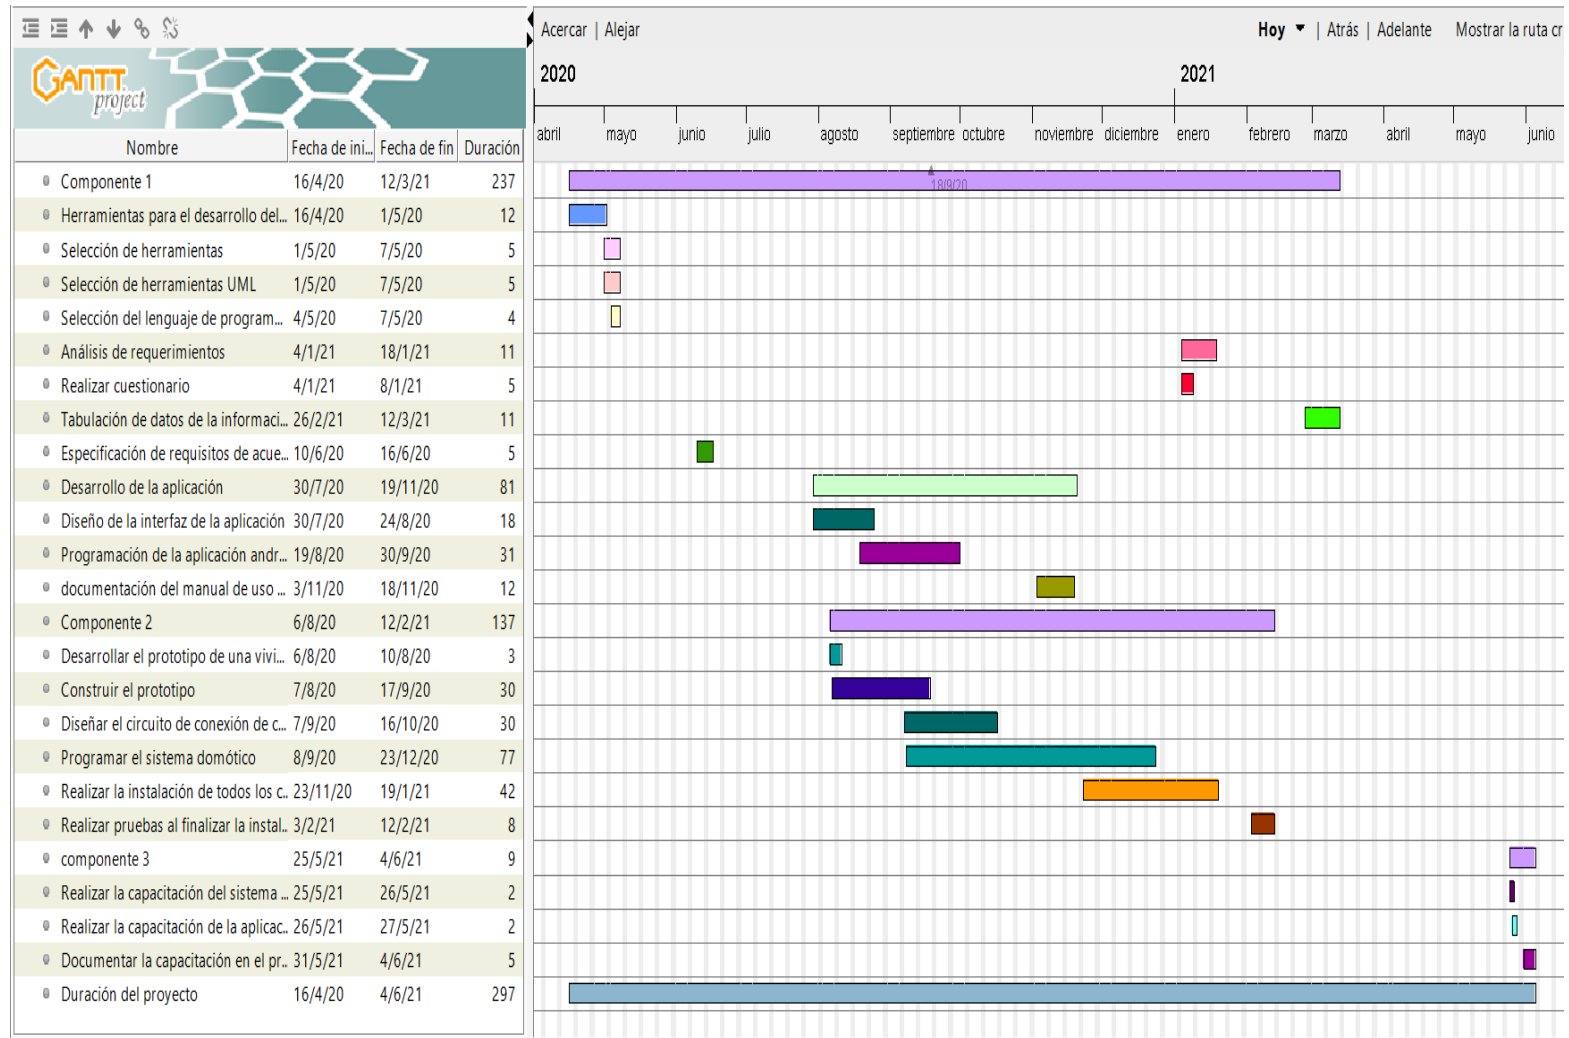 Acercar | Alejar
Hoy ▼ | Atrás | Adelante Mostrar la ruta cr
GANTT project
2020 2021
abril mayo junio julio agosto septiembre octubre noviembre diciembre enero febrero marzo abril mayo junio
Nombre Fecha de ini... Fecha de fin Duración
Componente 1 16/4/20 12/3/21 237
18/9/20
Herramientas para el desarrollo del... 16/4/20 1/5/20 12
Selección de herramientas 1/5/20 7/5/20 5
Selección de herramientas UML 1/5/20 7/5/20 5
Selección del lenguaje de program... 4/5/20 7/5/20 4
Análisis de requerimientos 4/1/21 18/1/21 11
Realizar cuestionario 4/1/21 8/1/21 5
Tabulación de datos de la informaci... 26/2/21 12/3/21 11
Especificación de requisitos de acue... 10/6/20 16/6/20 5
Desarrollo de la aplicación 30/7/20 19/11/20 81
Diseño de la interfaz de la aplicación 30/7/20 24/8/20 18
Programación de la aplicación andr... 19/8/20 30/9/20 31
documentación del manual de uso ... 3/11/20 18/11/20 12
Componente 2 6/8/20 12/2/21 137
Desarrollar el prototipo de una vivi... 6/8/20 10/8/20 3
Construir el prototipo 7/8/20 17/9/20 30
Diseñar el circuito de conexión de c... 7/9/20 16/10/20 30
Programar el sistema domótico 8/9/20 23/12/20 77
Realizar la instalación de todos los c.. 23/11/20 19/1/21 42
Realizar pruebas al finalizar la instal.. 3/2/21 12/2/21 8
componente 3 25/5/21 4/6/21 9
Realizar la capacitación del sistema ... 25/5/21 26/5/21 2
Realizar la capacitación de la aplicac.. 26/5/21 27/5/21 2
Documentar la capacitación en el pr.. 31/5/21 4/6/21 5
Duración del proyecto 16/4/20 4/6/21 297